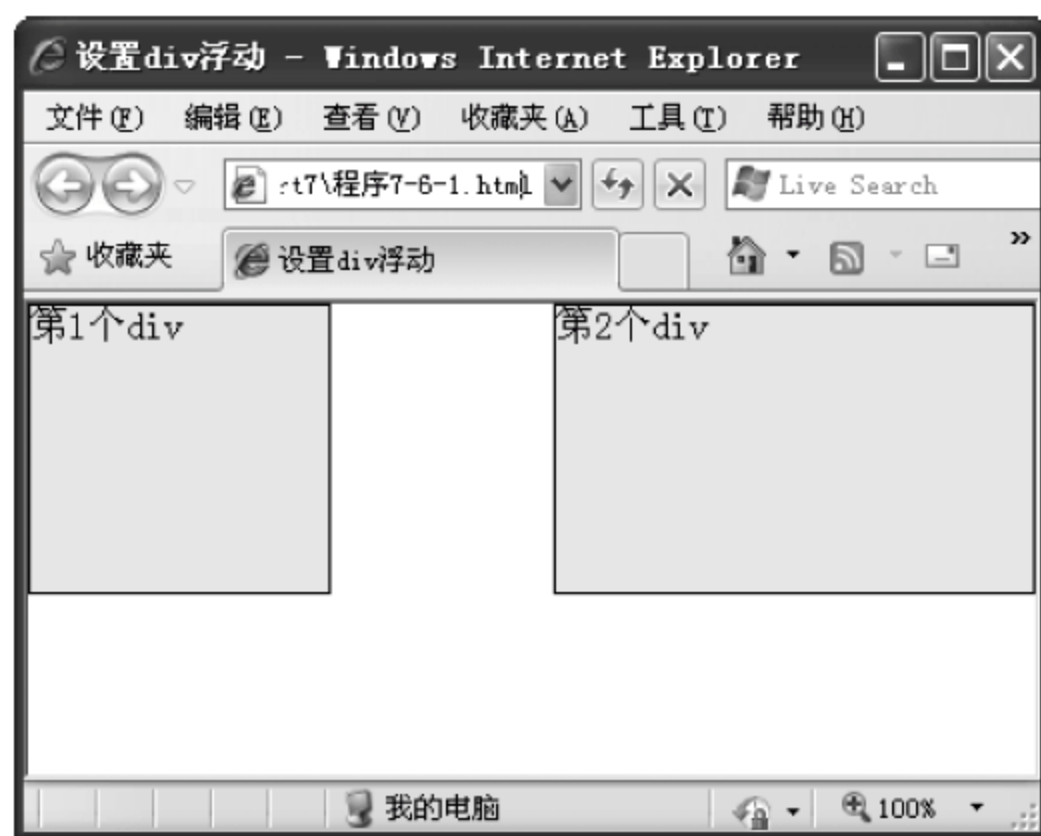 设置div浮动 - Windows Internet Explorer
文件(F) 编辑(E) 查看(V) 收藏夹(A) 工具(T) 帮助(H)
rt7\程序7-6-1.html Live Search
收藏夹 设置div浮动 »
第1个div 第2个div
我的电脑 100%